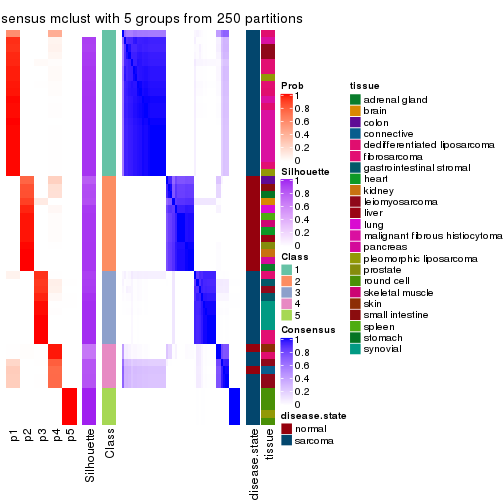 sensus mclust with 5 groups from 250 partitions
p1
p2
p3
p4
p5
Silhouette
Class
disease.state
tissue
Prob
1
0.8
0.6
0.4
0.2
0
Silhouette
1
0.8
0.6
0.4
0.2
0
Class
1
2
3
4
5
Consensus
1
0.8
0.6
0.4
0.2
0
disease.state
normal
sarcoma
tissue
adrenal gland
brain
colon
connective
dedifferentiated liposarcoma
fibrosarcoma
gastrointestinal stromal
heart
kidney
leiomyosarcoma
liver
lung
malignant fibrous histiocytoma
pancreas
pleomorphic liposarcoma
prostate
round cell
skeletal muscle
skin
small intestine
spleen
stomach
synovial